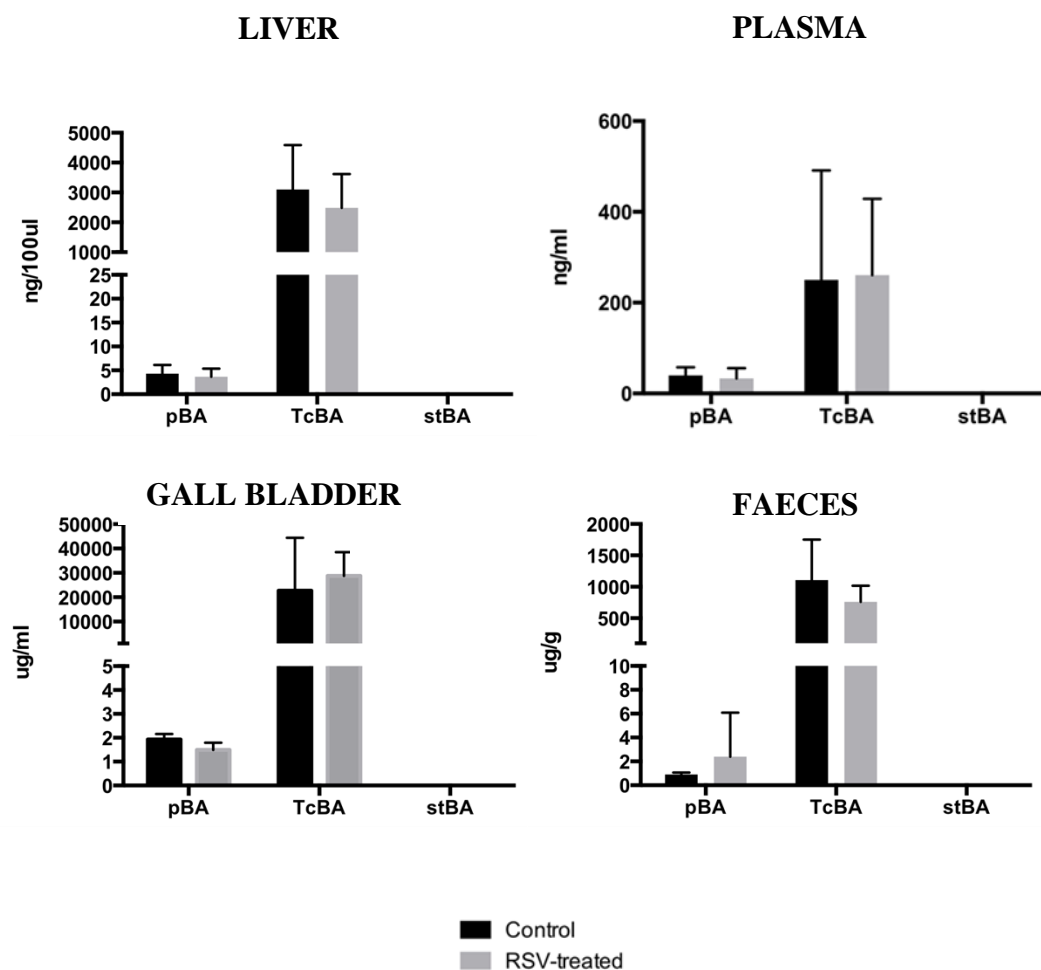 LIVER
5000
4000
3000
2000
1000
25
20
15
10
5
0
ng/100ul
pBA TcBA stBA
PLASMA
600
400
200
0
ng/ml
pBA TcBA stBA
GALL BLADDER
50000
40000
30000
20000
10000
5
4
3
2
1
0
ug/ml
pBA TcBA stBA
FAECES
2000
1500
1000
500
10
8
6
4
2
0
ug/g
pBA TcBA stBA
Control
RSV-treated